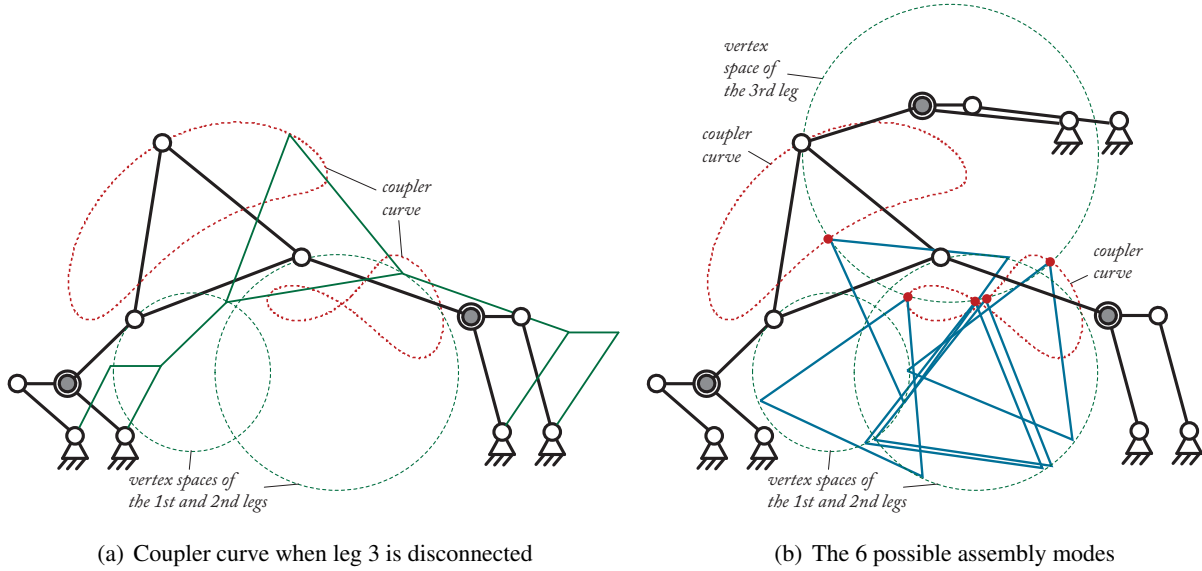 coupler
curve
vertex spaces of
the 1st and 2nd legs
(a) Coupler curve when leg 3 is disconnected
vertex
space of
the 3rd leg
coupler
curve
coupler
curve
vertex spaces of
the 1st and 2nd legs
(b) The 6 possible assembly modes